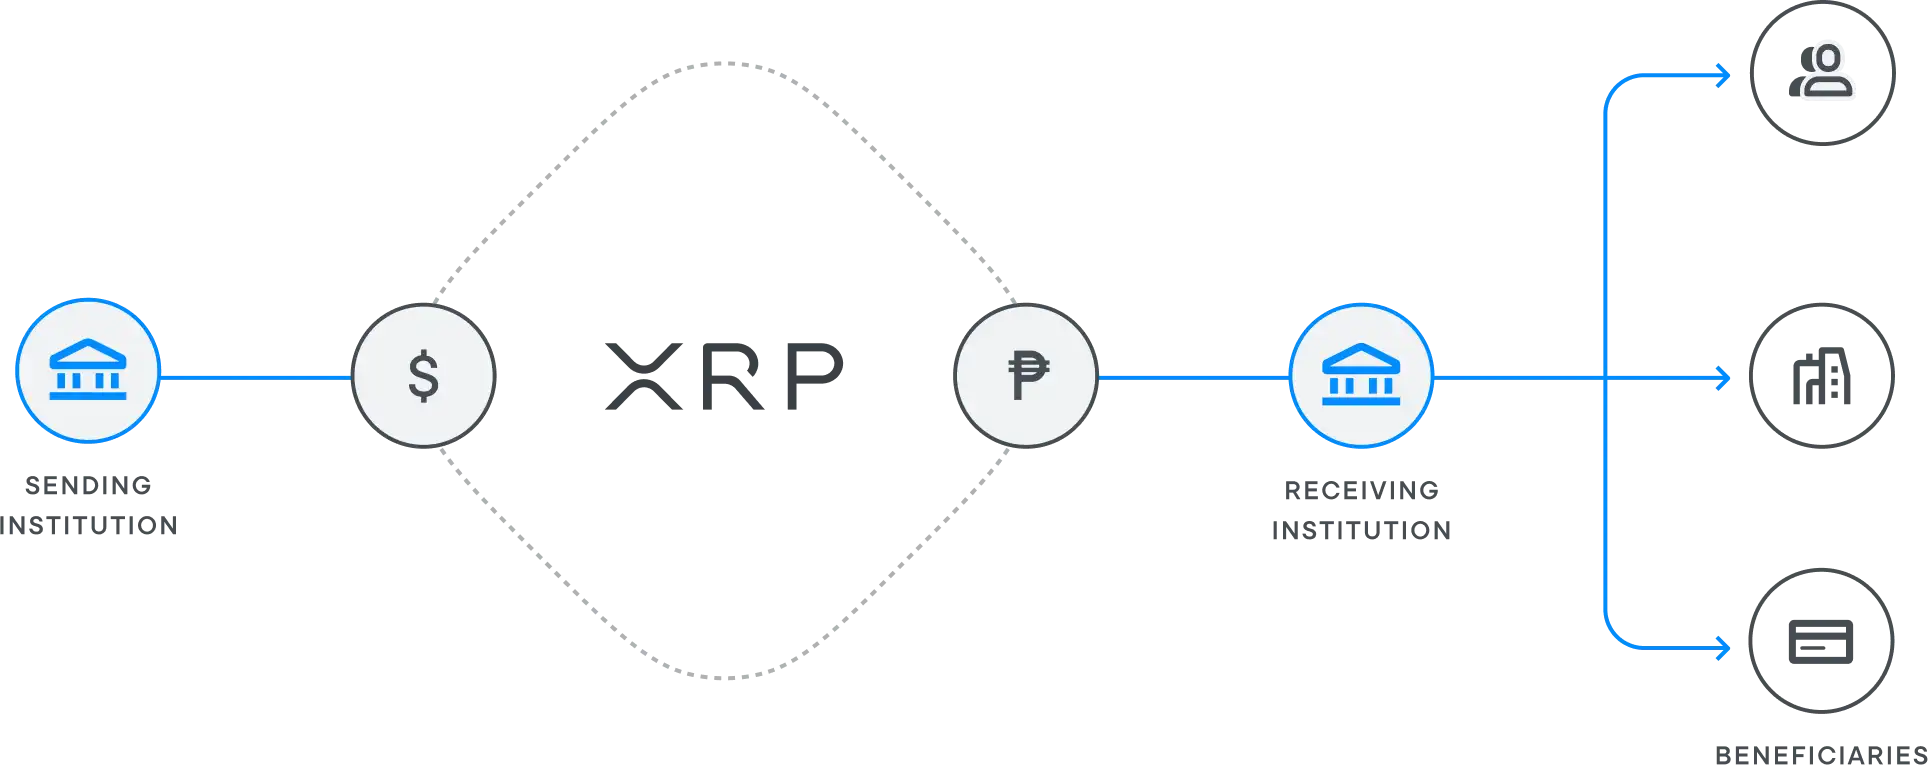 $
XRP
₱
SENDING
INSTITUTION
RECEIVING
INSTITUTION
BENEFICIARIES